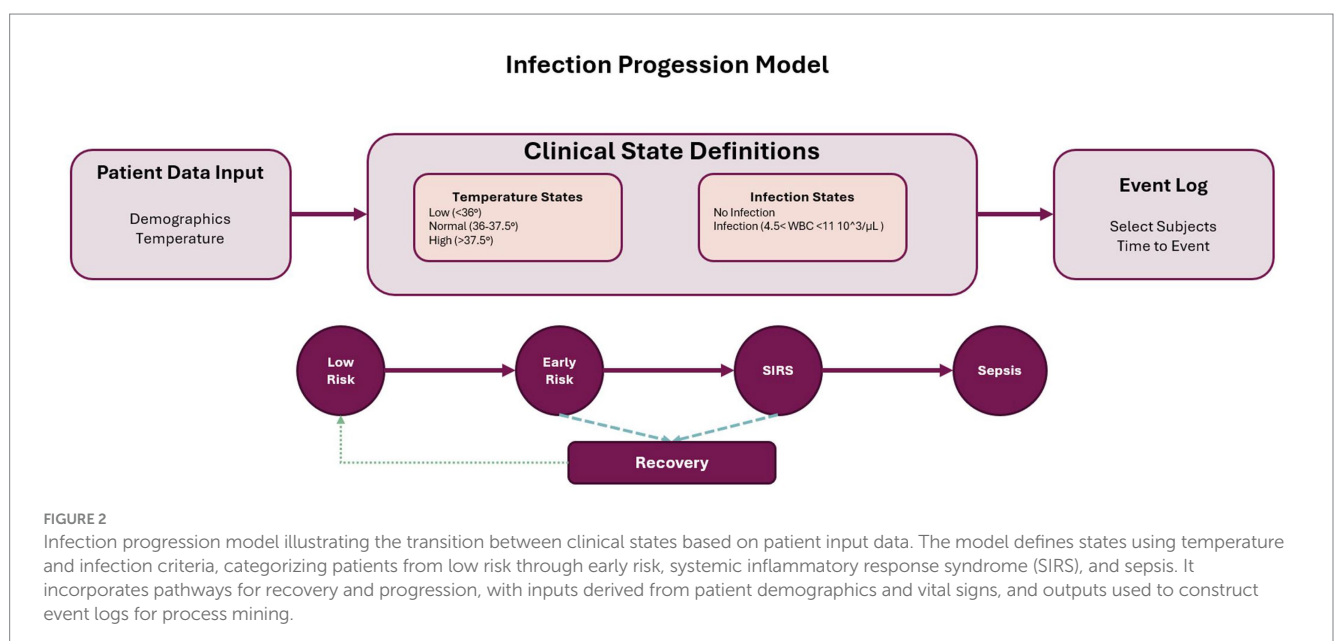 Infection Progession Model
Patient Data Input
Demographics
Temperature
Clinical State Definitions
Temperature States
Low (<36º)
Normal (36-37.5º)
High (>37.5º)
Infection States
No Infection
Infection (4.5< WBC <11 10^3/µL )
Event Log
Select Subjects
Time to Event
Low
Risk
Early
Risk
SIRS
Sepsis
Recovery
FIGURE 2
Infection progression model illustrating the transition between clinical states based on patient input data. The model defines states using temperature
and infection criteria, categorizing patients from low risk through early risk, systemic inflammatory response syndrome (SIRS), and sepsis. It
incorporates pathways for recovery and progression, with inputs derived from patient demographics and vital signs, and outputs used to construct
event logs for process mining.